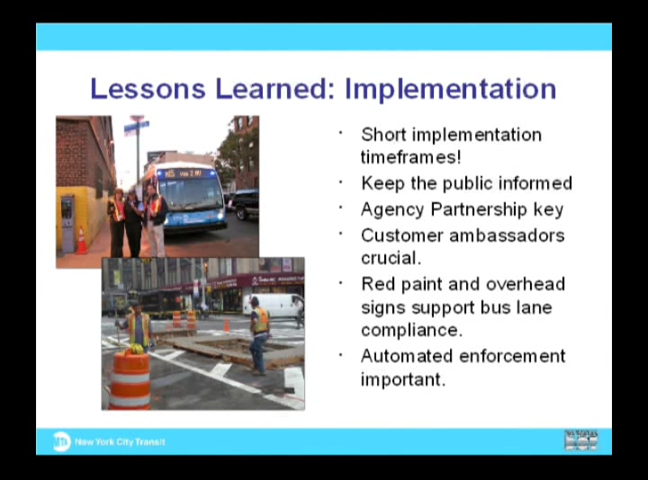 Lessons Learned: Implementation
· Short implementation
timeframes!
· Keep the public informed
· Agency Partnership key
· Customer ambassadors
crucial.
· Red paint and overhead
signs support bus lane
compliance.
· Automated enforcement
important.
New York City Transit